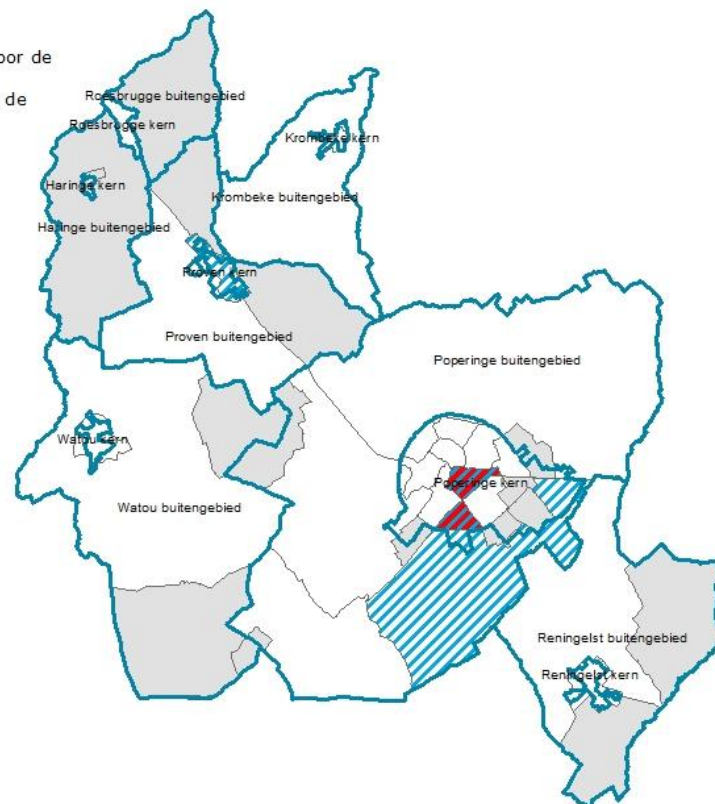 oor de
de
Roesbrugge buitengebied
Roesbrugge kern
Krombeke kern
Haringe kern
Krombeke buitengebied
Haringe buitengebied
Proven kern
Proven buitengebied
Poperinge buitengebied
Watou kern
Poperinge kern
Watou buitengebied
Reningelst buitengebied
Reningelst kern